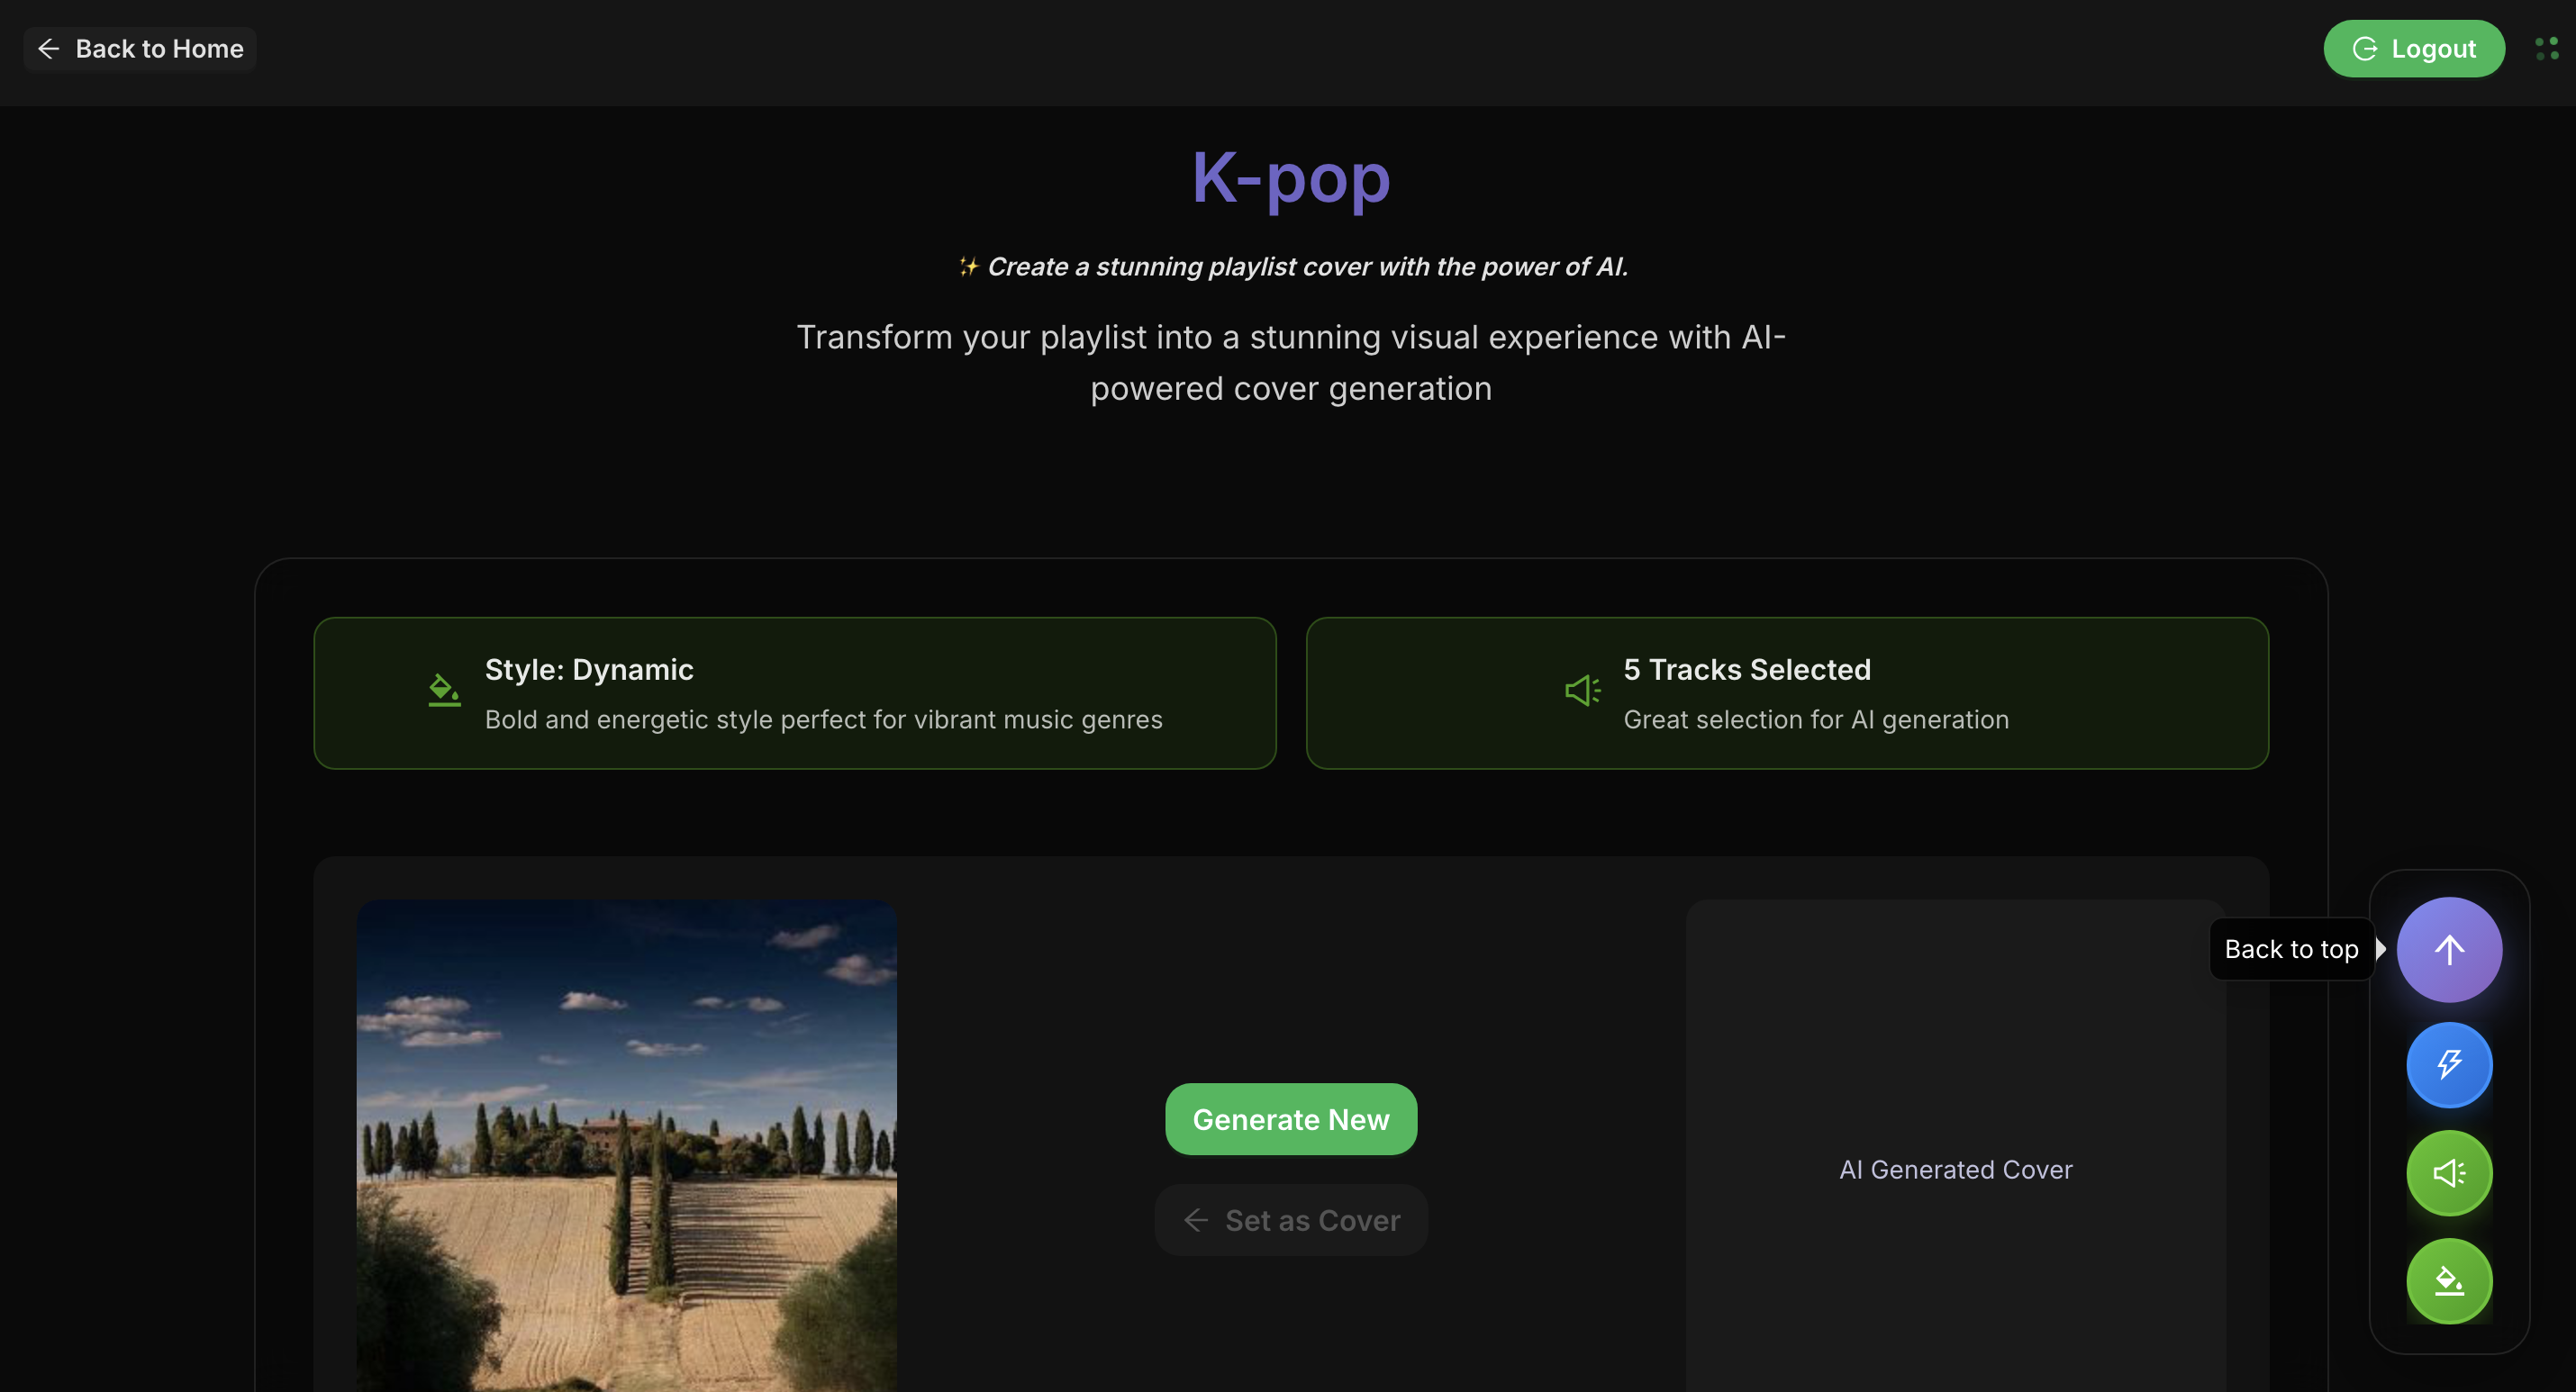 Back to Home
Logout
K-pop
✨ Create a stunning playlist cover with the power of AI.
Transform your playlist into a stunning visual experience with AI-
powered cover generation
Style: Dynamic
Bold and energetic style perfect for vibrant music genres
5 Tracks Selected
Great selection for AI generation
Back to top
Generate New
Set as Cover
AI Generated Cover